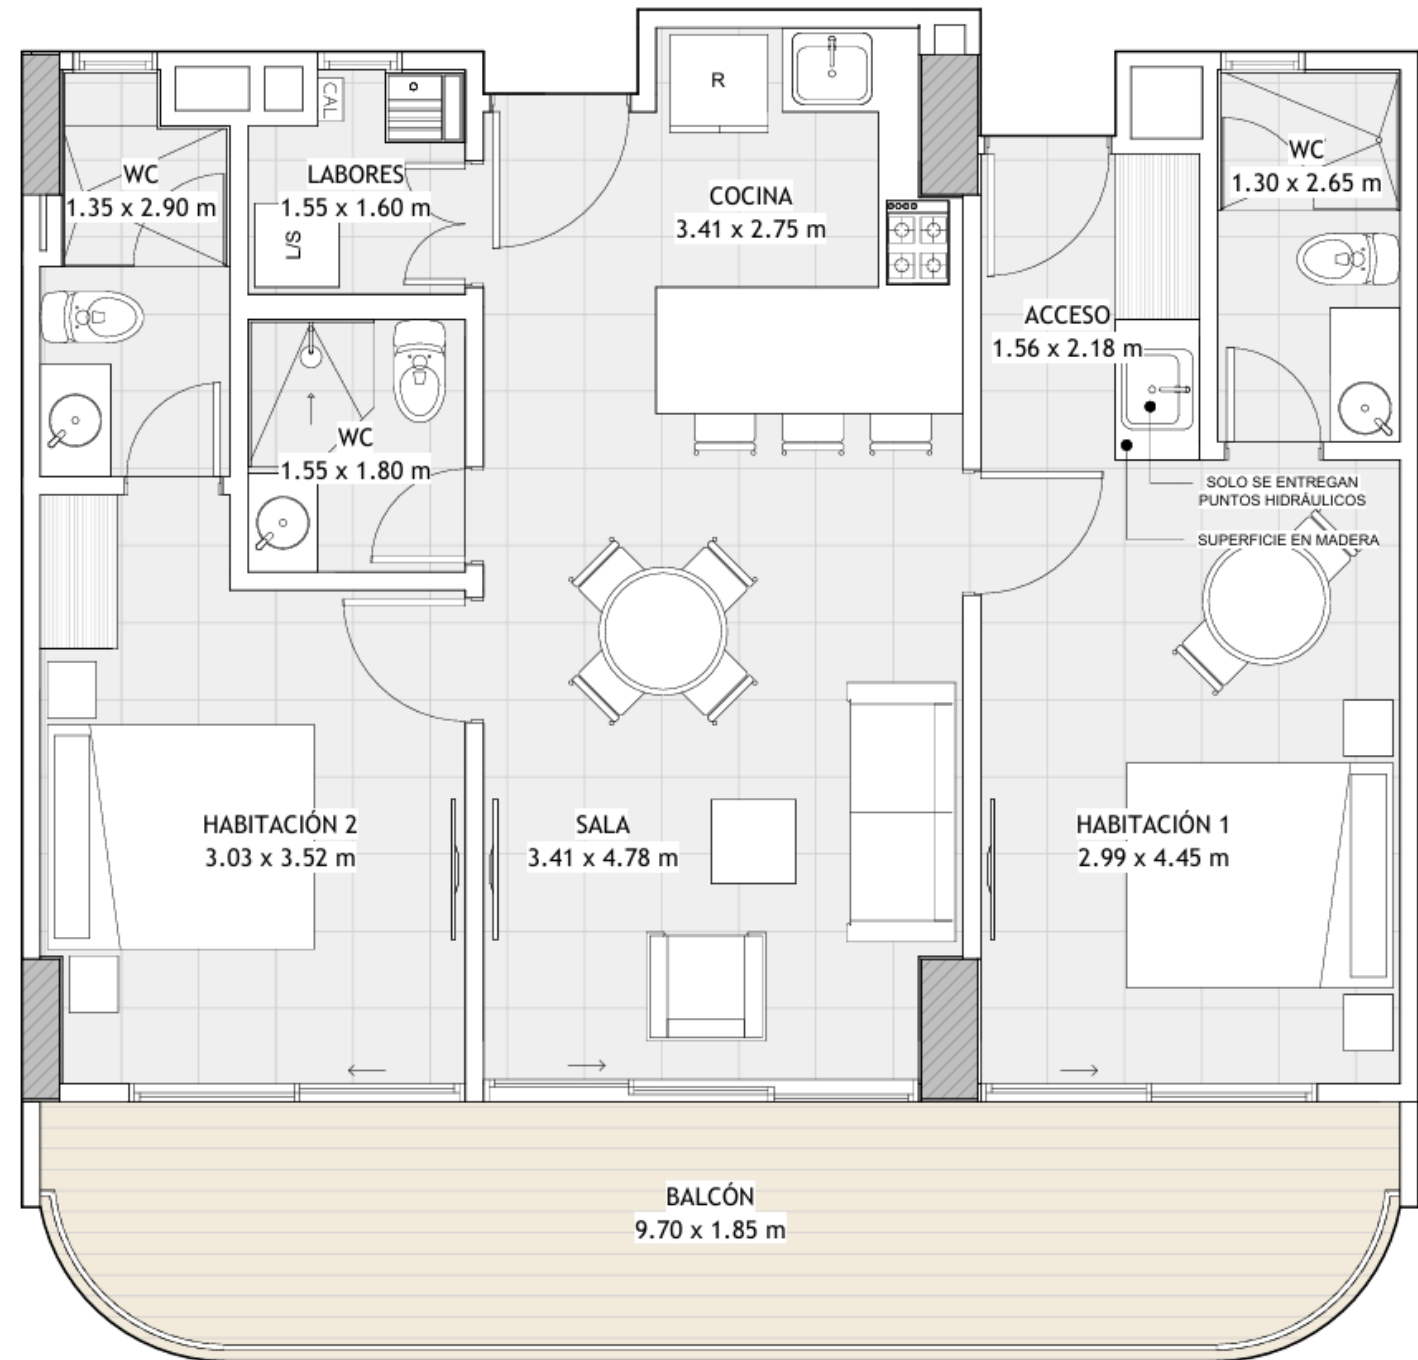 R
CAL
WC
1.35 x 2.90 m
LABORES
1.55 x 1.60 m
L/S
COCINA
3.41 x 2.75 m
WC
1.30 x 2.65 m
ACCESO
1.56 x 2.18 m
WC
1.55 x 1.80 m
SOLO SE ENTREGAN
PUNTOS HIDRÁULICOS
SUPERFICIE EN MADERA
HABITACIÓN 2
3.03 x 3.52 m
SALA
3.41 x 4.78 m
HABITACIÓN 1
2.99 x 4.45 m
BALCÓN
9.70 x 1.85 m